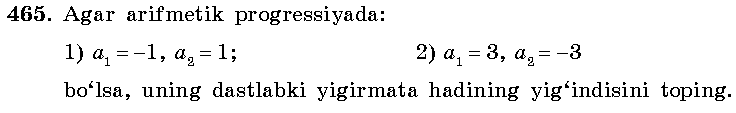 465. Agar arifmetik progressiyada:
1) a₁ = –1, a₂ = 1; 2) a₁ = 3, a₂ = –3
bo‘lsa, uning dastlabki yigirmata hadining yig‘indisini toping.